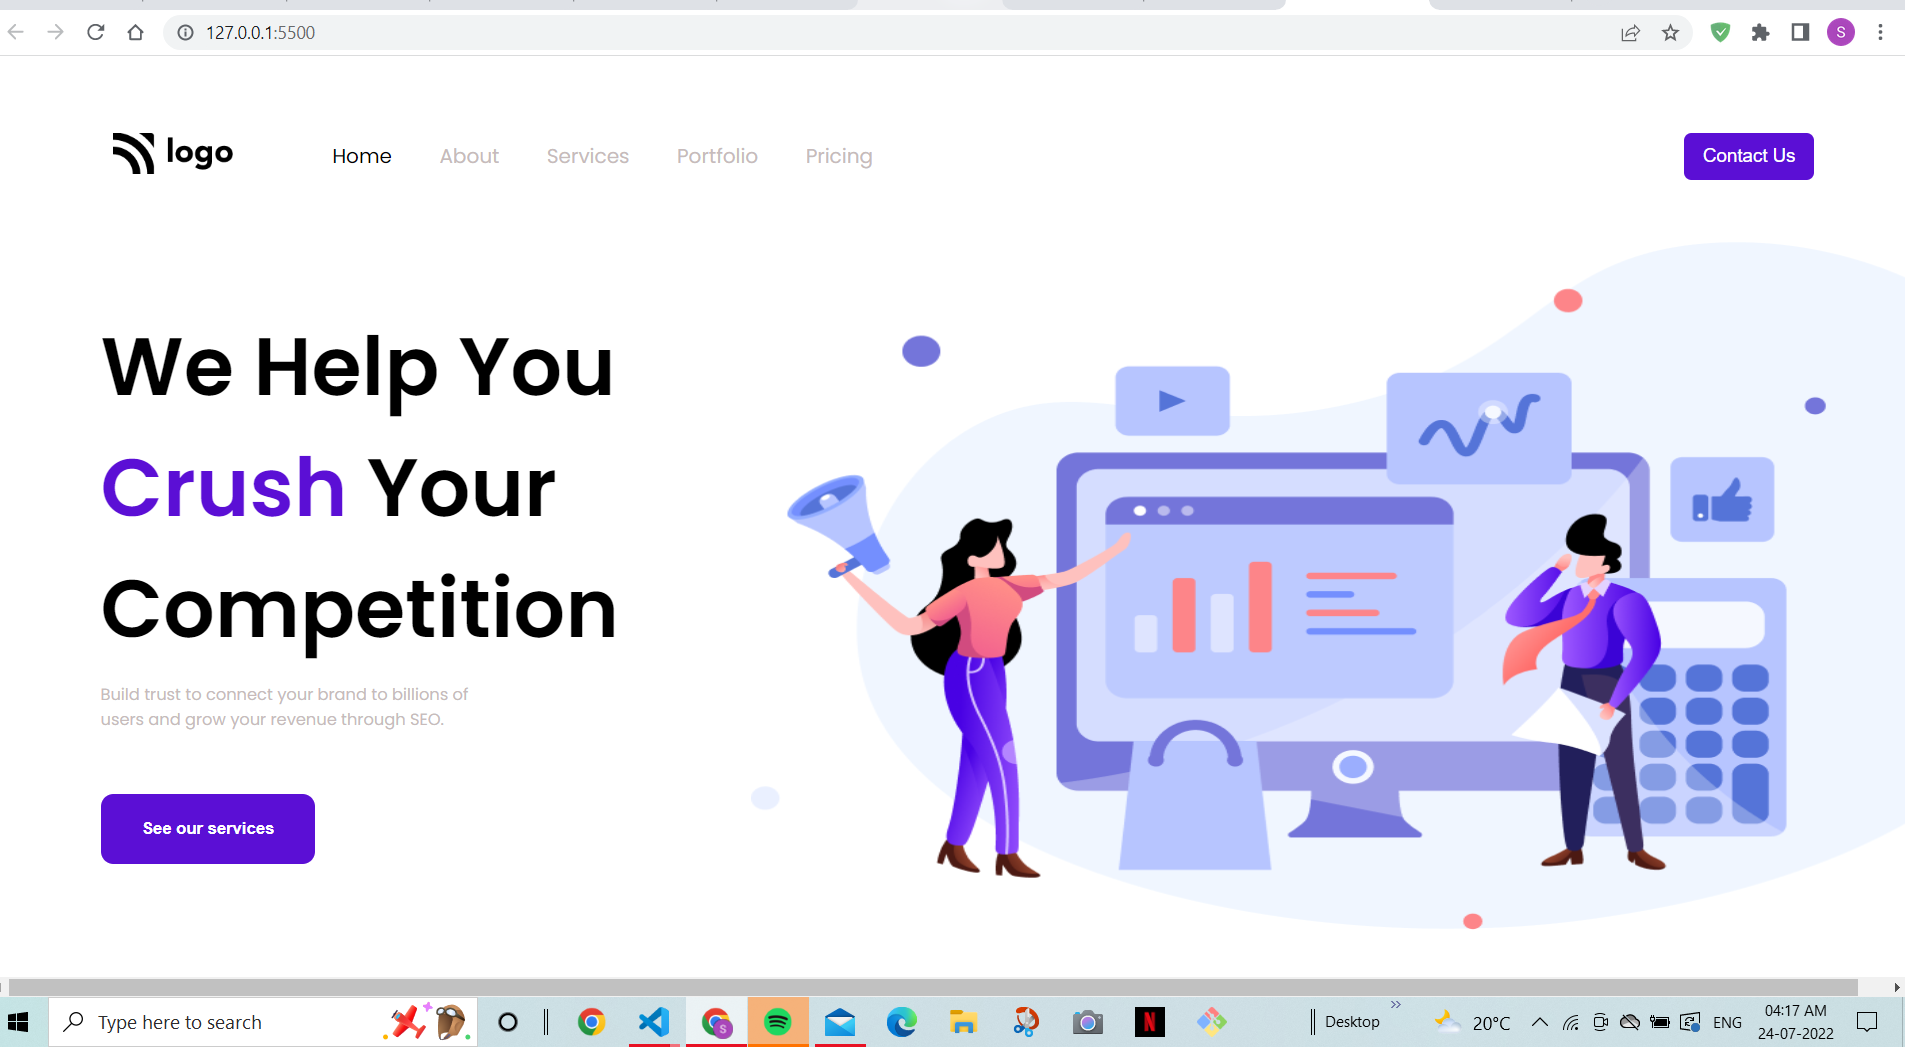 127.0.0.1:5500
S
logo
Home
About
Services
Portfolio
Pricing
Contact Us
We Help You
Crush Your
Competition
Build trust to connect your brand to billions of
users and grow your revenue through SEO.
See our services
Type here to search
S
N
Desktop
20°C
ENG
04:17 AM
24-07-2022